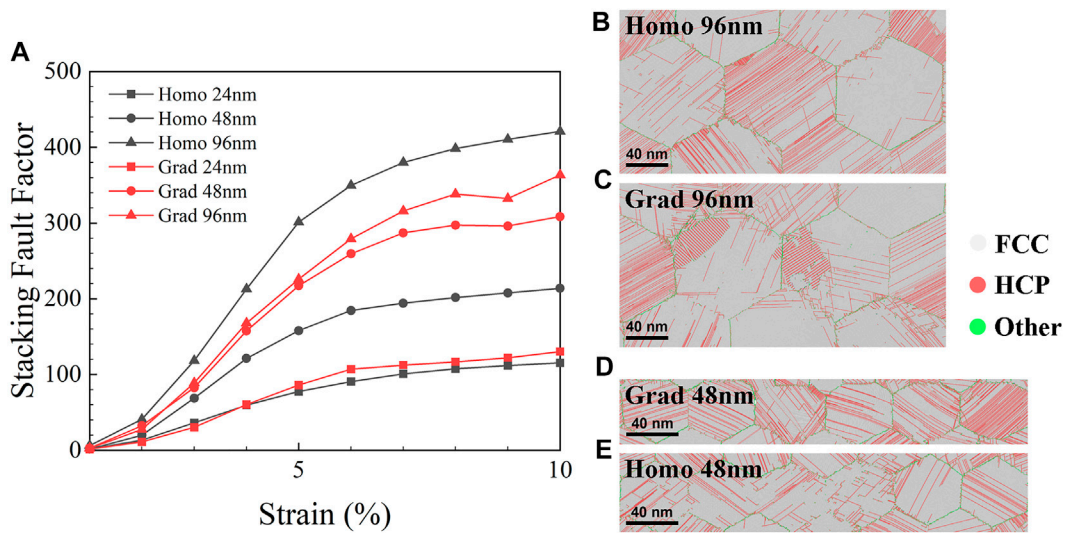 A
500
400
300
200
100
0
Stacking Fault Factor
Homo 24nm
Homo 48nm
Homo 96nm
Grad 24nm
Grad 48nm
Grad 96nm
5
10
Strain (%)
B
Homo 96nm
40 nm
C
Grad 96nm
40 nm
FCC
HCP
Other
D
Grad 48nm
40 nm
E
Homo 48nm
40 nm